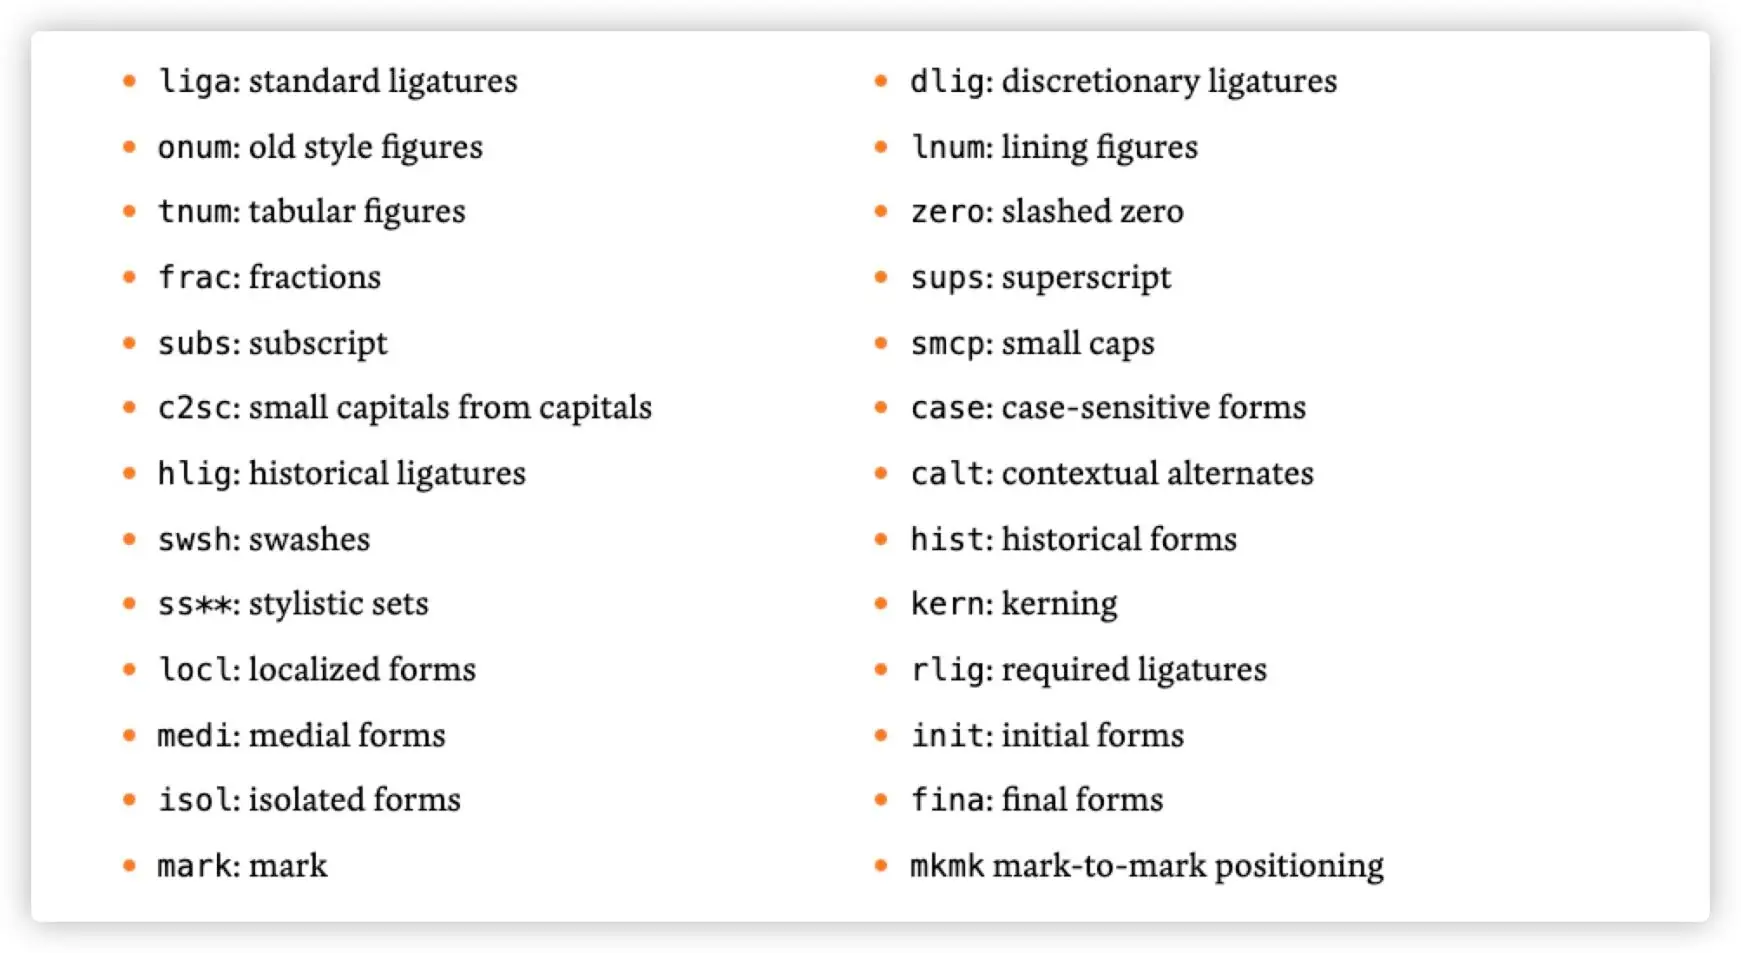 • liga: standard ligatures
• dlig: discretionary ligatures
• onum: old style figures
• lnum: lining figures
• tnum: tabular figures
• zero: slashed zero
• frac: fractions
• sups: superscript
• subs: subscript
• smcp: small caps
• c2sc: small capitals from capitals
• case: case-sensitive forms
• hlig: historical ligatures
• calt: contextual alternates
• swsh: swashes
• hist: historical forms
• ss**: stylistic sets
• kern: kerning
• locl: localized forms
• rlig: required ligatures
• medi: medial forms
• init: initial forms
• isol: isolated forms
• fina: final forms
• mark: mark
• mkmk mark-to-mark positioning